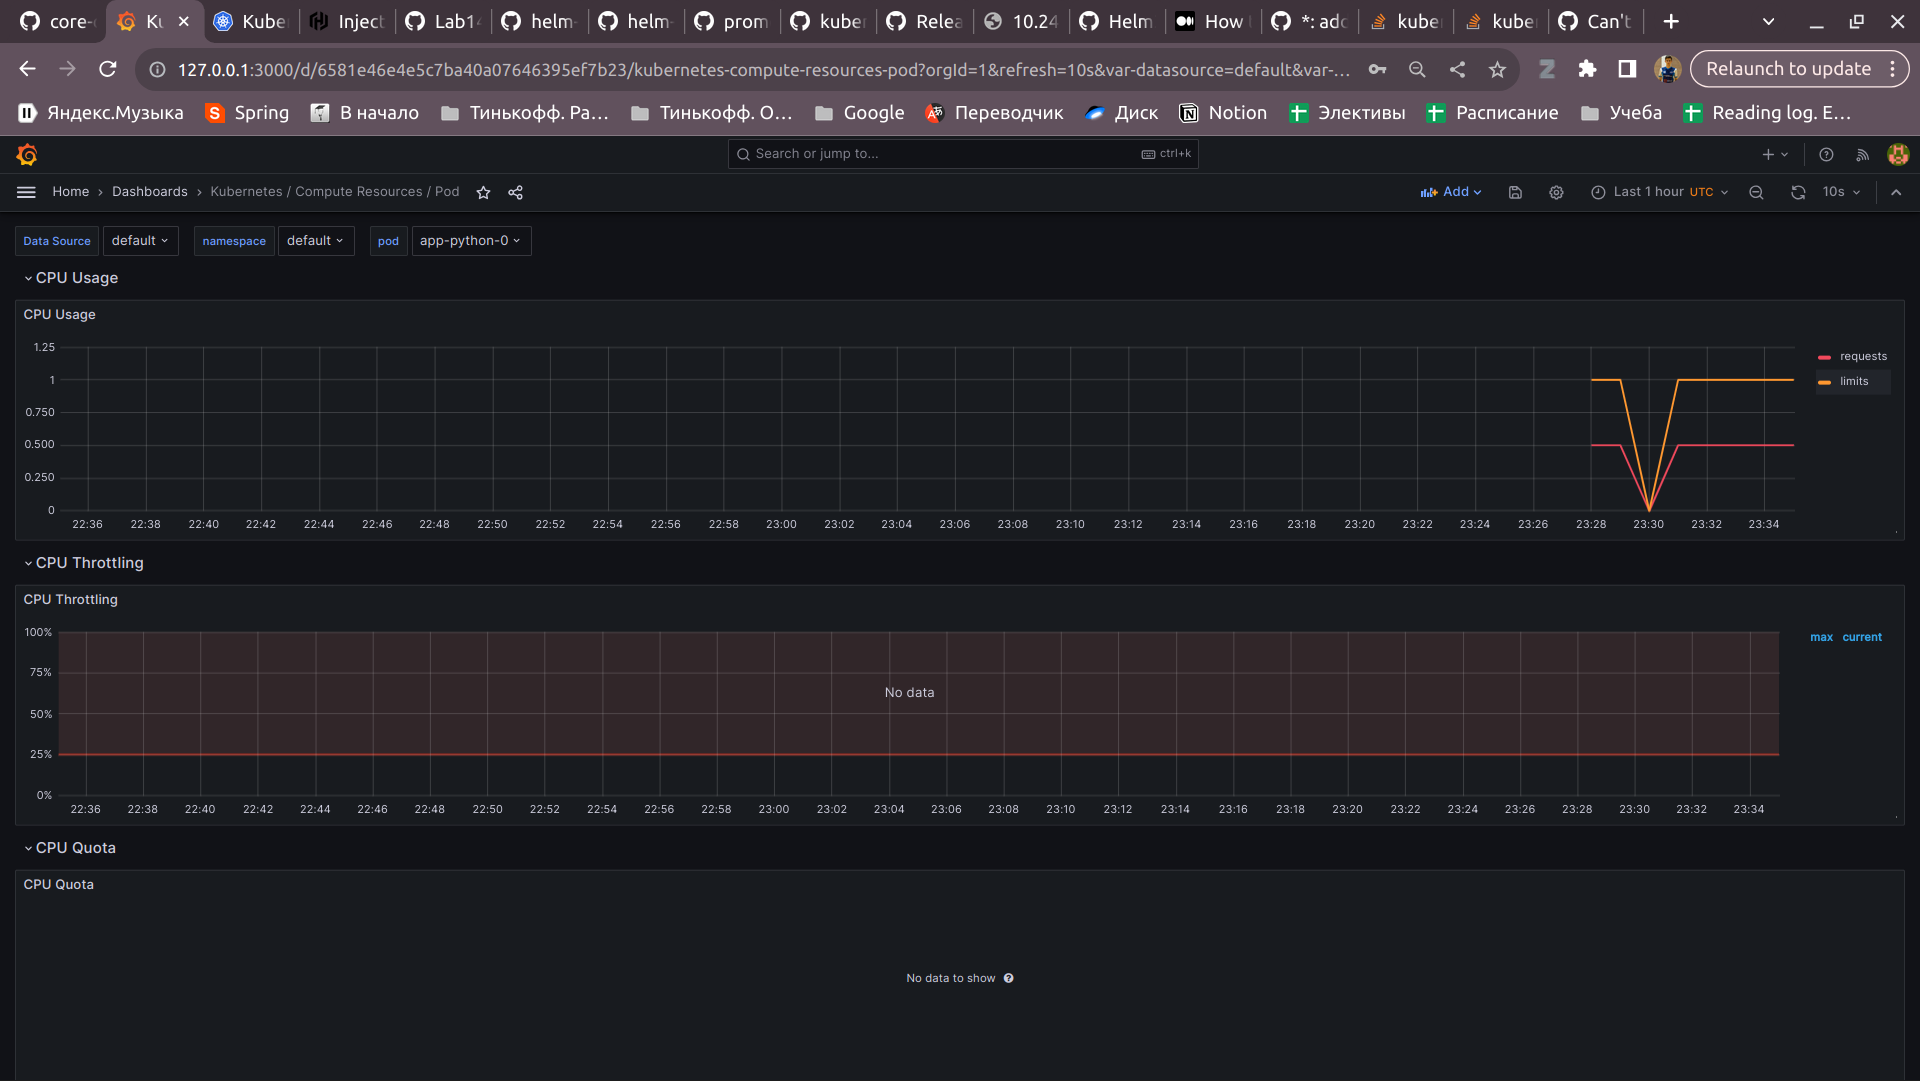 core- Ku Kuber Inject Lab14 helm- helm- prom kuber Relea 10.24 Helm How *: add kuber kuber Can't
127.0.0.1:3000/d/6581e46e4e5c7ba40a07646395ef7b23/kubernetes-compute-resources-pod?orgId=1&refresh=10s&var-datasource=default&var-... Relaunch to update
Яндекс.Музыка Spring В начало Тинькофф. Ра... Тинькофф. О... Google Переводчик Диск Notion Элективы Расписание Учеба Reading log. E...
Search or jump to... ctrl+k
Home Dashboards Kubernetes / Compute Resources / Pod Add Last 1 hour UTC 10s
Data Source default namespace default pod app-python-0
CPU Usage
CPU Usage
1.25
1
0.750
0.500
0.250
0
22:36 22:38 22:40 22:42 22:44 22:46 22:48 22:50 22:52 22:54 22:56 22:58 23:00 23:02 23:04 23:06 23:08 23:10 23:12 23:14 23:16 23:18 23:20 23:22 23:24 23:26 23:28 23:30 23:32 23:34
requests
limits
CPU Throttling
CPU Throttling
100%
75%
50%
25%
0%
No data
22:36 22:38 22:40 22:42 22:44 22:46 22:48 22:50 22:52 22:54 22:56 22:58 23:00 23:02 23:04 23:06 23:08 23:10 23:12 23:14 23:16 23:18 23:20 23:22 23:24 23:26 23:28 23:30 23:32 23:34
max current
CPU Quota
CPU Quota
No data to show